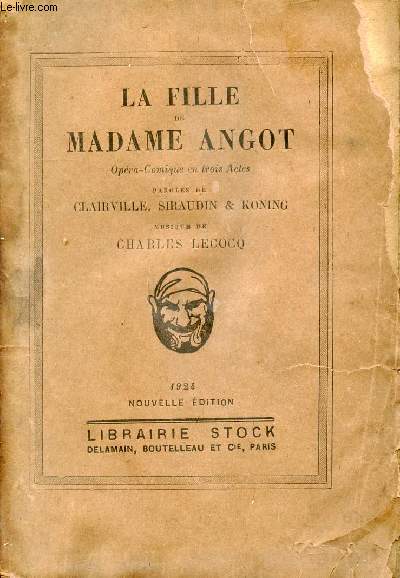 Le-livre.com
LA FILLE
DE
MADAME ANGOT
Opéra-Comique en trois Actes
PAROLES DE
CLAIRVILLE, SIRAUDIN & KONING
MUSIQUE DE
CHARLES LECOCQ
1924
NOUVELLE ÉDITION
LIBRAIRIE STOCK
DELAMAIN, BOUTELLEAU ET CIE, PARIS